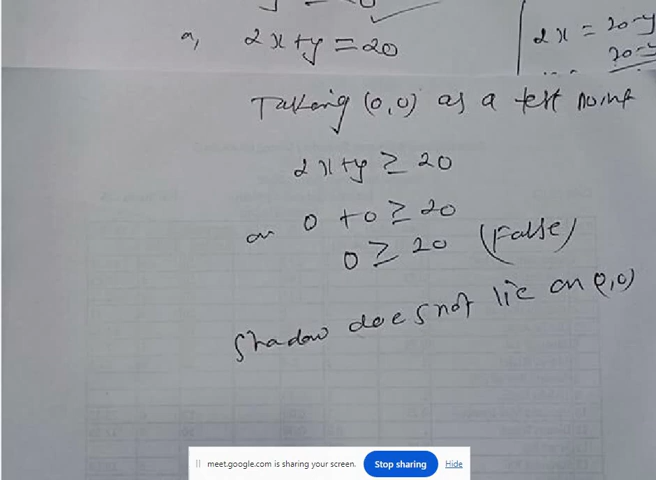 a, 2x+y = 20
2x = 20-y
20-y
Taking (0,0) as a test point
2x+y ≥ 20
or 0 + 0 ≥ 20
0 ≥ 20 (False)
Shadow does not lie on (0,0)
meet.google.com is sharing your screen. Stop sharing Hide